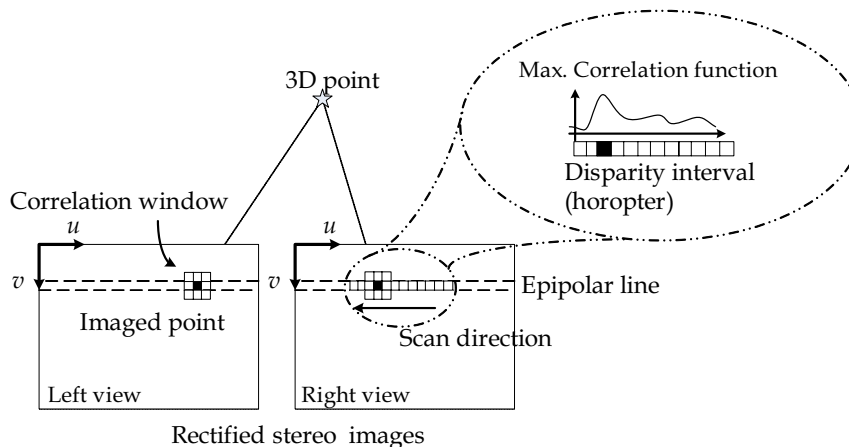 3D point
Max. Correlation function
Disparity interval
(horopter)
Correlation window
u
u
v
v
Epipolar line
Imaged point
Scan direction
Left view
Right view
Rectified stereo images